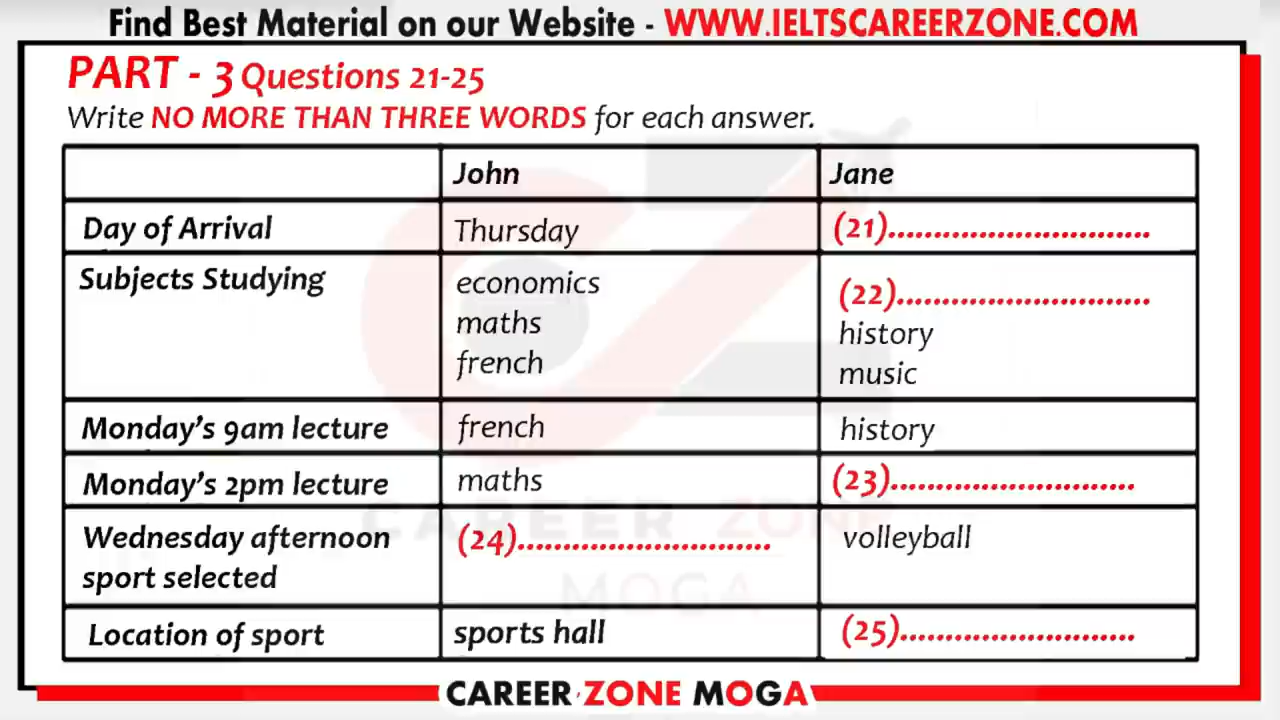 Find Best Material on our Website - WWW.IELTSCAREERZONE.COM
PART - 3 Questions 21-25
Write NO MORE THAN THREE WORDS for each answer.
John
Jane
Day of Arrival
Thursday
(21).............................
Subjects Studying
economics
maths
french
(22).............................
history
music
Monday's 9am lecture
french
history
Monday's 2pm lecture
maths
(23)...........................
Wednesday afternoon
sport selected
(24)............................
volleyball
Location of sport
sports hall
(25)..........................
CAREER ZONE
MOGA
CAREER ZONE MOGA